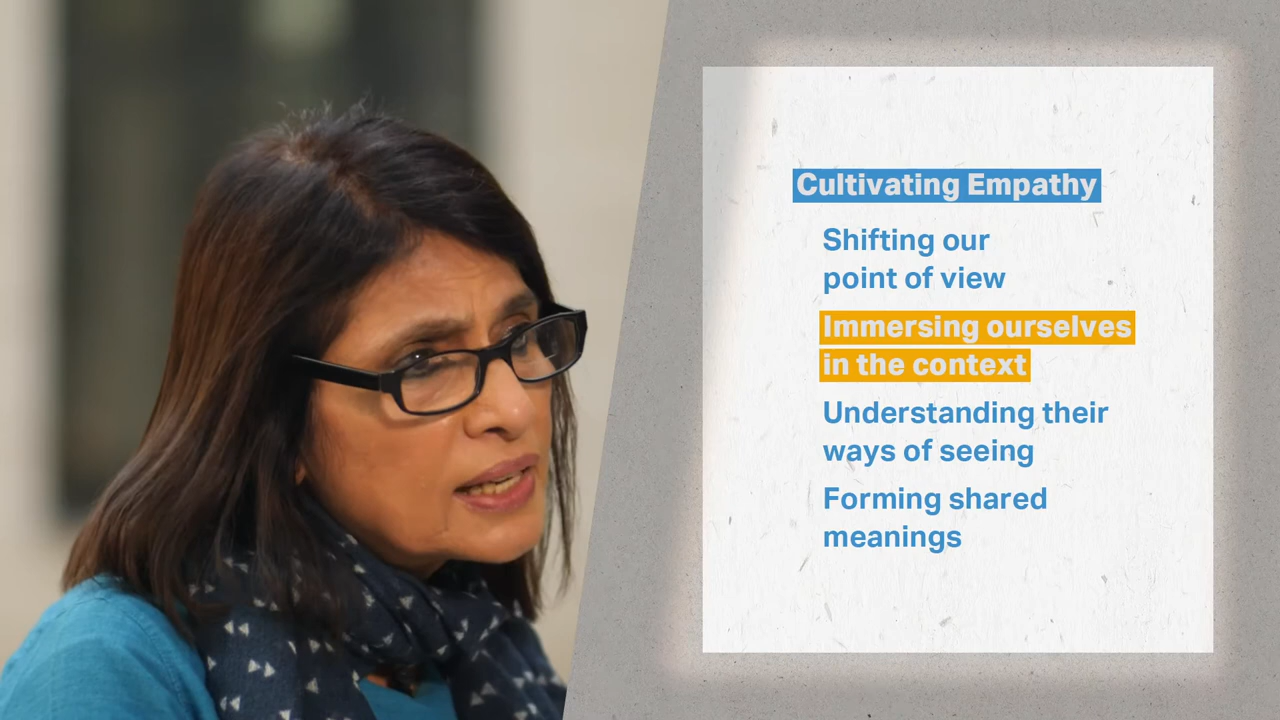 Cultivating Empathy
Shifting our
point of view
Immersing ourselves
in the context
Understanding their
ways of seeing
Forming shared
meanings